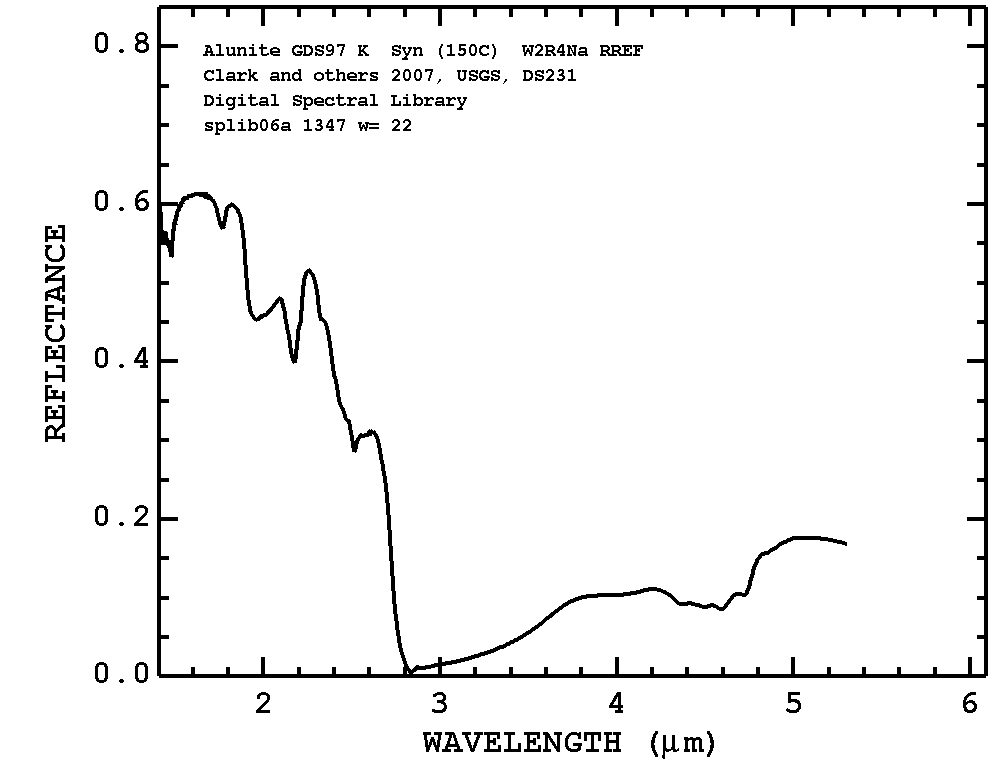 Alunite GDS97 K Syn (150C) W2R4Na RREF
Clark and others 2007, USGS, DS231
Digital Spectral Library
splib06a 1347 w= 22
0.8
0.6
0.4
0.2
0.0
REFLECTANCE
2 3 4 5 6
WAVELENGTH (μm)